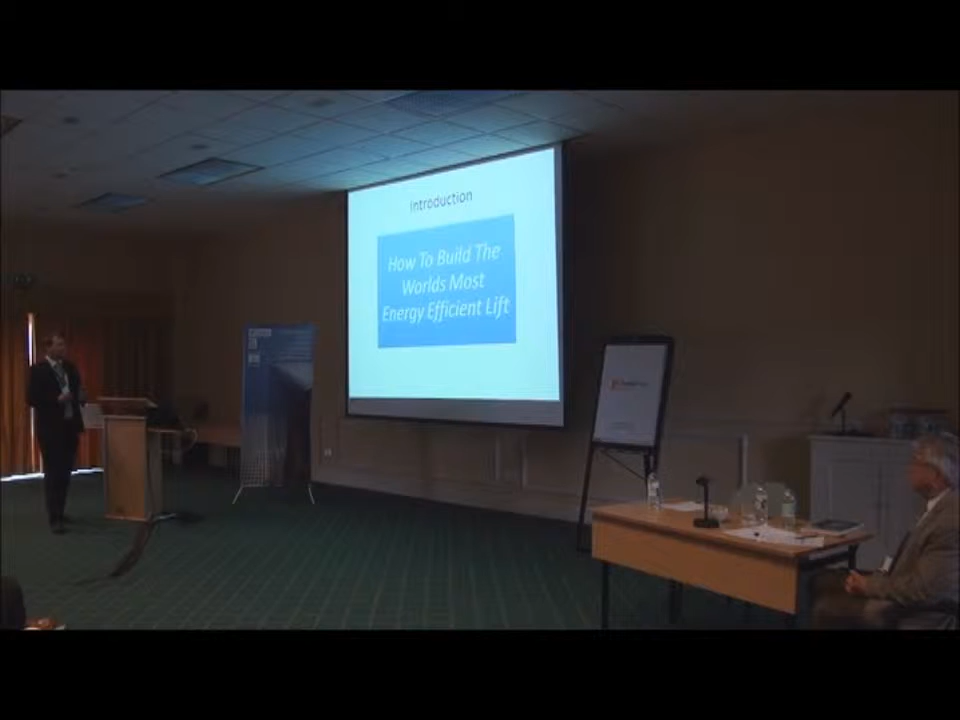 Introduction
How To Build The
Worlds Most
Energy Efficient Lift